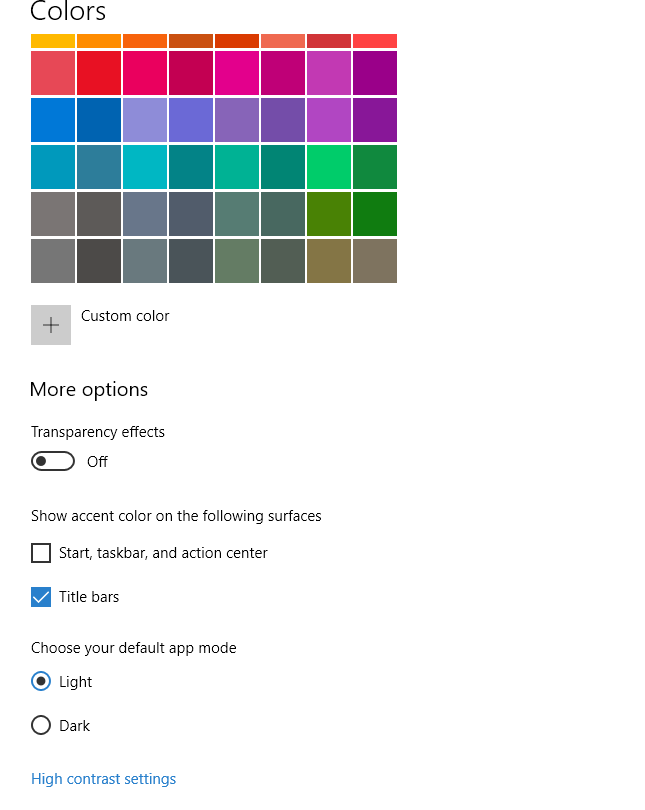 Colors
Custom color
More options
Transparency effects
Off
Show accent color on the following surfaces
Start, taskbar, and action center
Title bars
Choose your default app mode
Light
Dark
High contrast settings